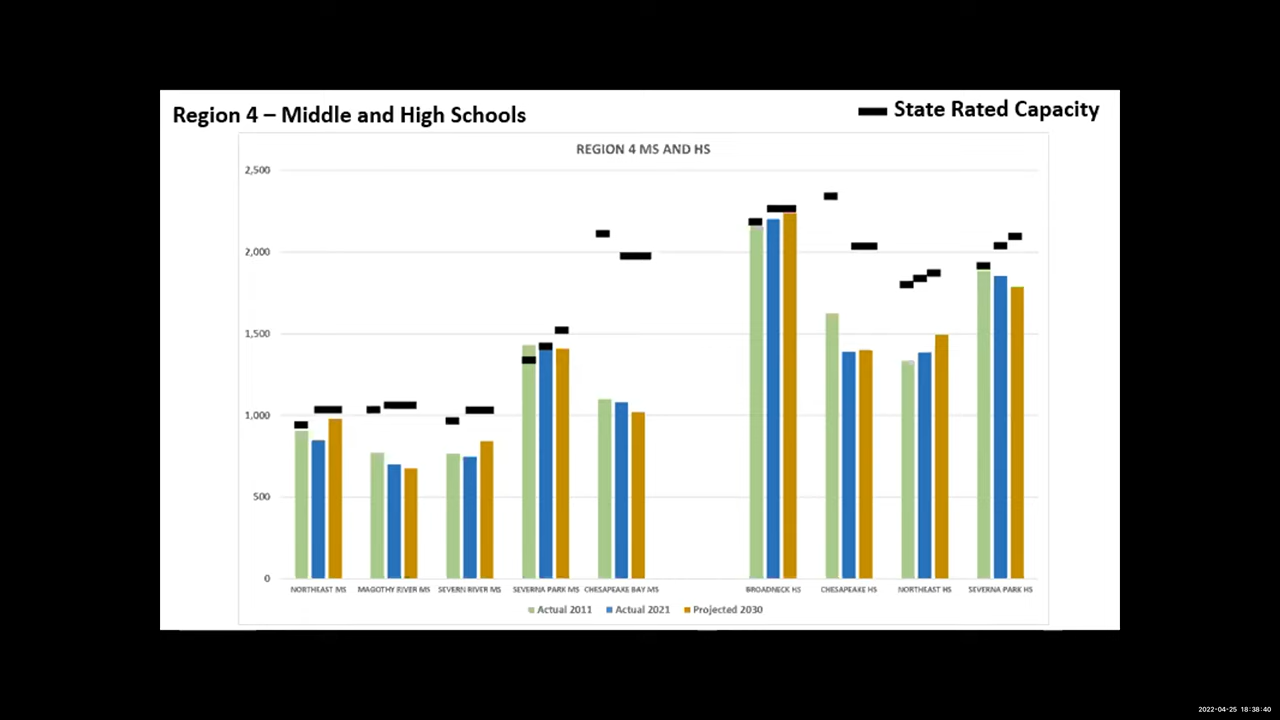 Region 4 – Middle and High Schools
State Rated Capacity
REGION 4 MS AND HS
2,500
2,000
1,500
1,000
500
0
NORTHEAST MS MAGOTHY RIVER MS SEVERN RIVER MS SEVERNA PARK MS CHESAPEAKE BAY MS BROADNECK HS CHESAPEAKE HS NORTHEAST HS SEVERNA PARK HS
Actual 2011 Actual 2021 Projected 2030
2022-04-25 18:38:40